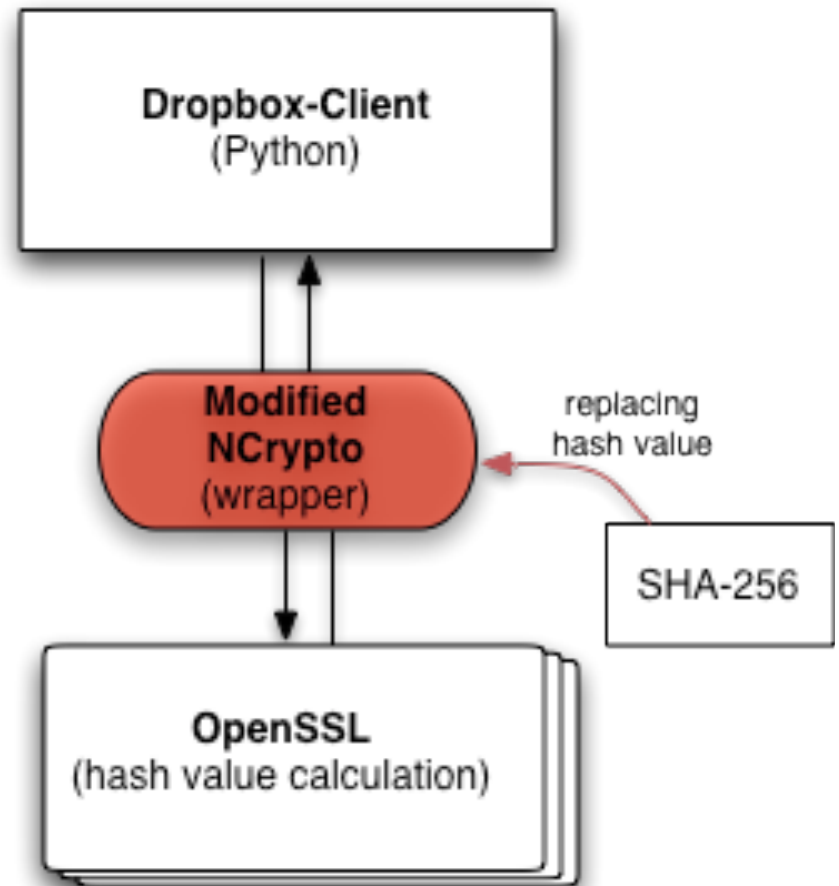 Dropbox-Client
(Python)
Modified
NCrypto
(wrapper)
replacing
hash value
SHA-256
OpenSSL
(hash value calculation)